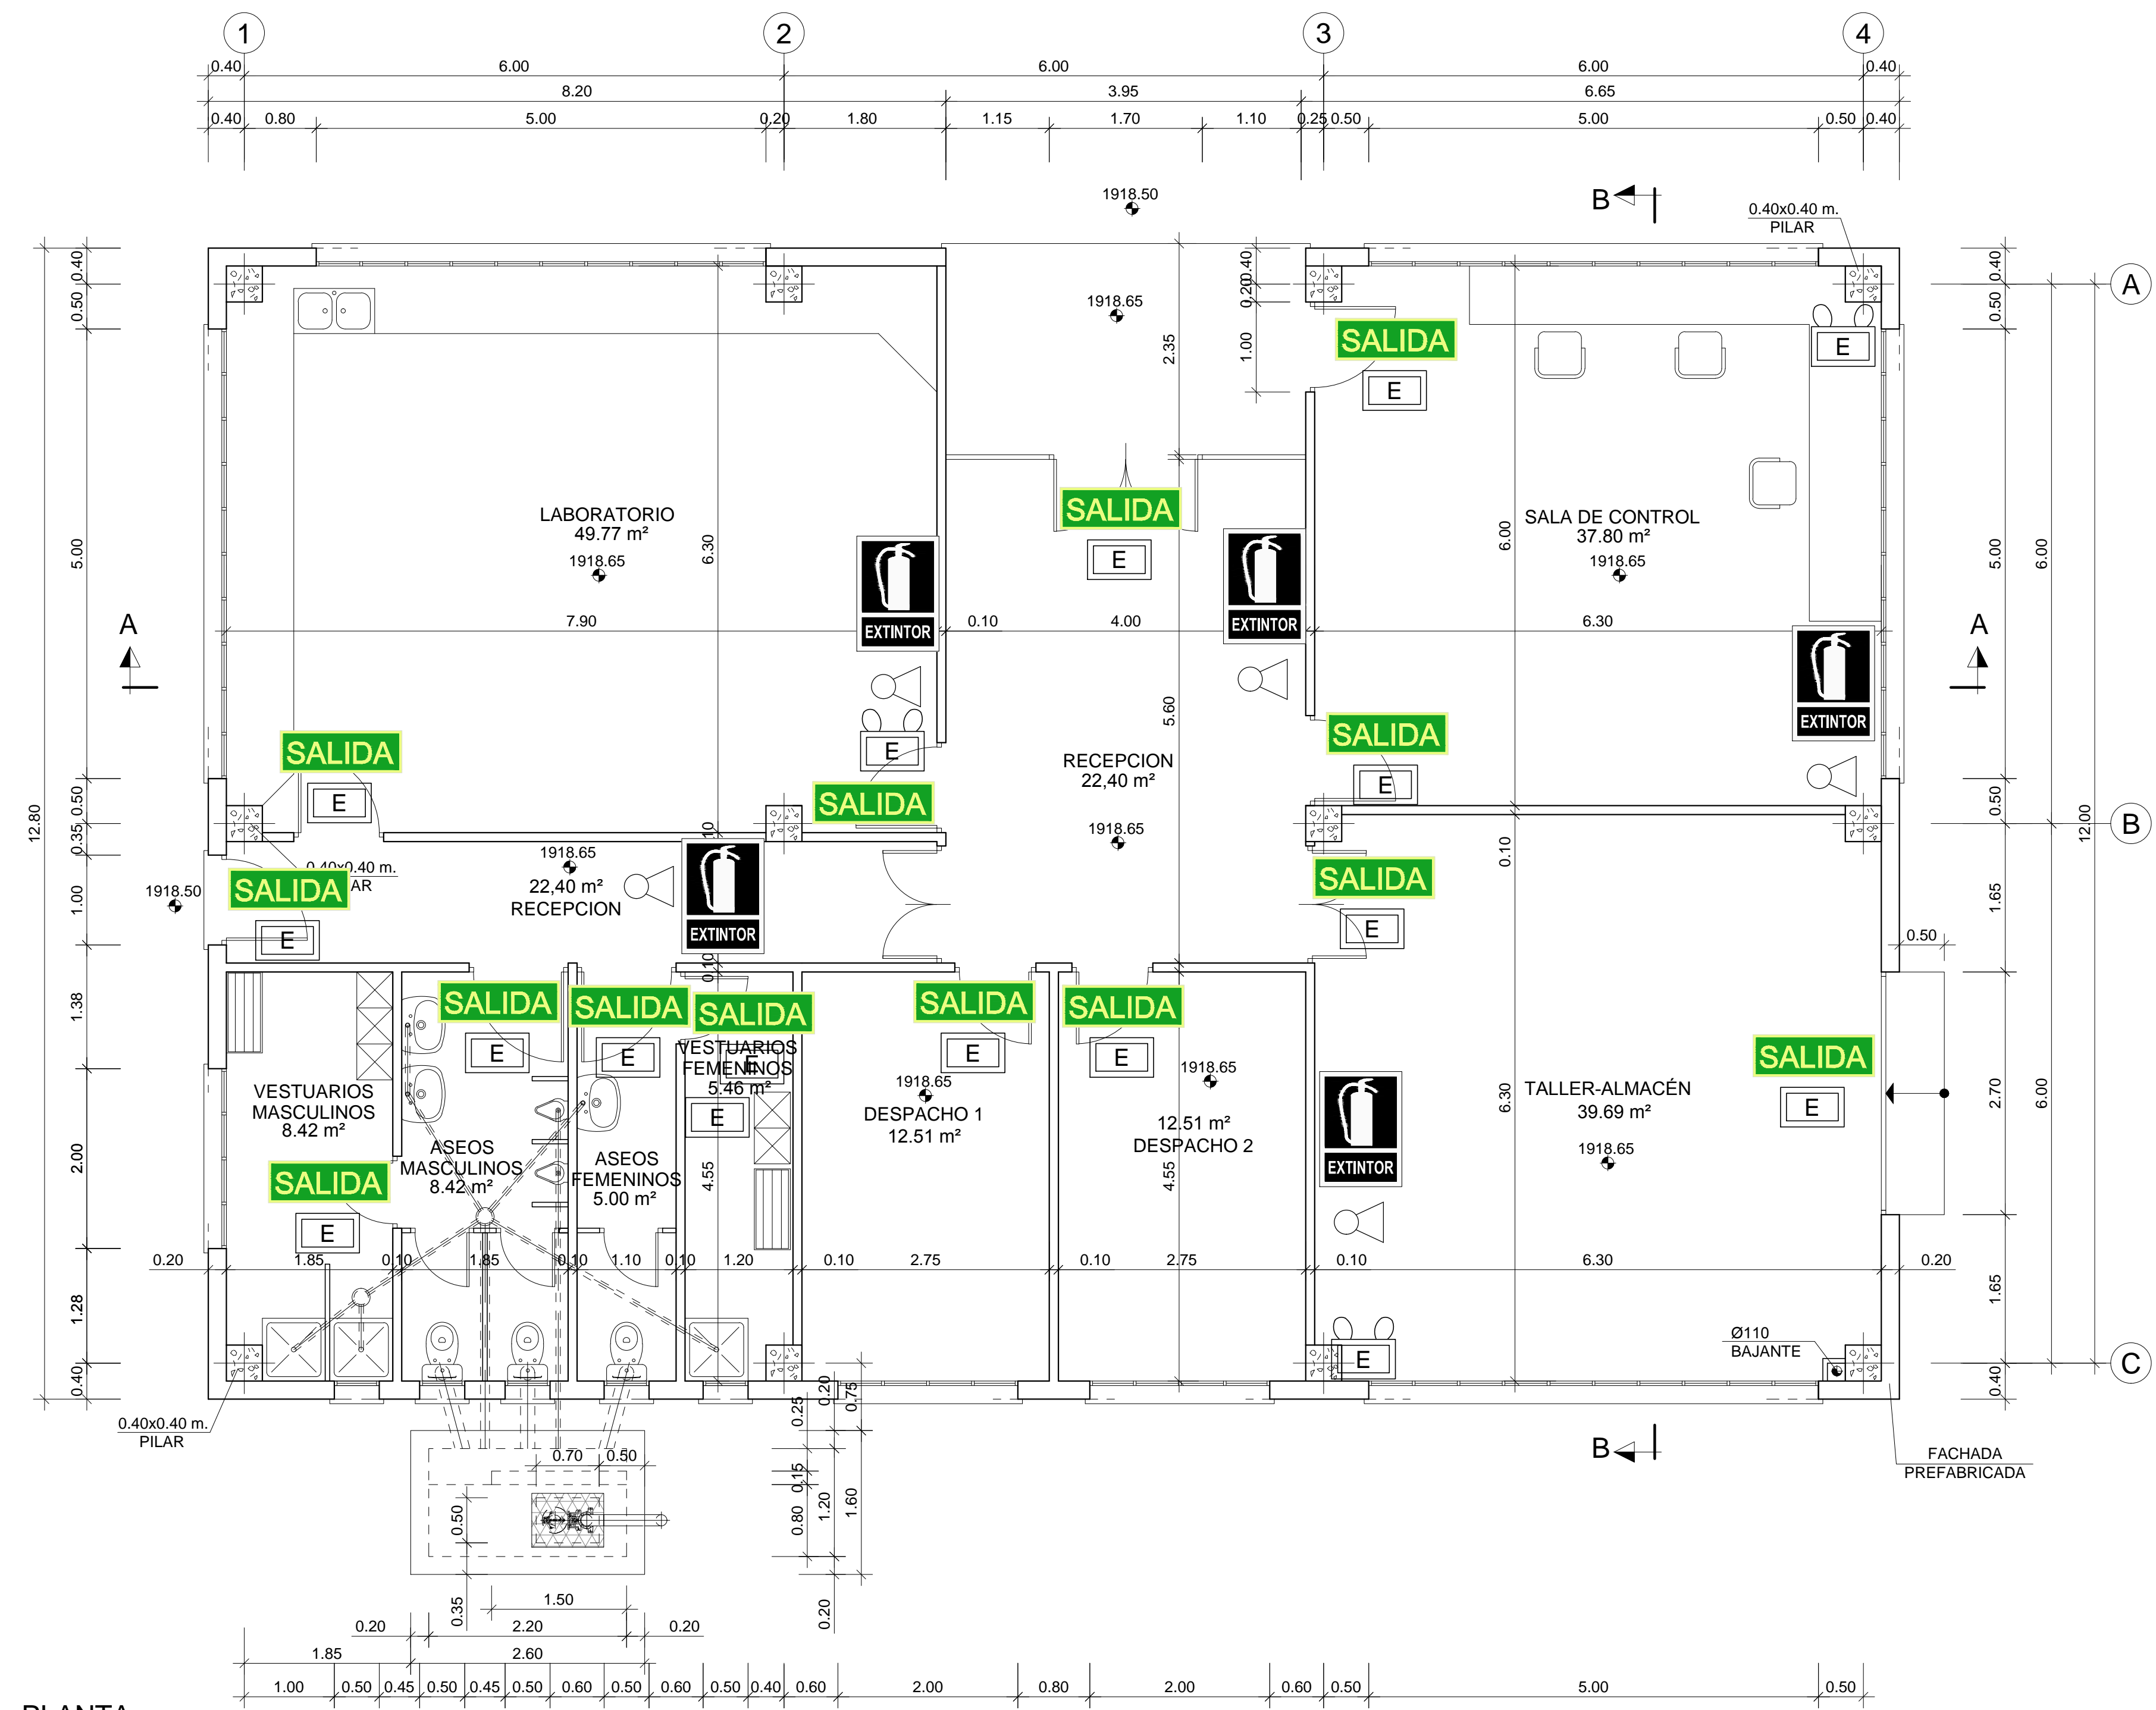 1 2 3 4
0.40 6.00 6.00 6.00 0.40
8.20 3.95 6.65
0.40 0.80 5.00 0.20 1.80 1.15 1.70 1.10 0.25 0.50 5.00 0.50 0.40
1918.50
B
0.40x0.40 m.
PILAR
0.40
0.50
5.00
0.50
0.35
1.00
1.38
2.00
1.28
0.40
12.80
A
1918.50
LABORATORIO
49.77 m²
1918.65
7.90
6.30
EXTINTOR
E
SALIDA
SALIDA
E
1918.65
0.40
0.20
1.00
2.35
SALIDA
E
EXTINTOR
0.10 4.00
5.60
RECEPCION
22,40 m²
1918.65
SALIDA
E
E
SALA DE CONTROL
37.80 m²
1918.65
6.00
6.30
EXTINTOR
SALIDA
E
0.40
0.50
5.00
0.50
1.65
2.70
1.65
0.40
6.00
6.00
12.00
A
B
C
A
0.40x0.40 m.
AR
SALIDA
E
1918.65
22,40 m²
RECEPCION
EXTINTOR
0.10
10
SALIDA
E
0.10
0.50
SALIDA
E
SALIDA
E
SALIDA
E
SALIDA
E
SALIDA
E
VESTUARIOS
MASCULINOS
8.42 m²
SALIDA
E
ASEOS
MASCULINOS
8.42 m²
ASEOS
FEMENINOS
5.00 m²
VESTUARIOS
FEMENINOS
5.46 m²
E
4.55
1918.65
DESPACHO 1
12.51 m²
1918.65
12.51 m²
DESPACHO 2
4.55
EXTINTOR
6.30
TALLER-ALMACÉN
39.69 m²
1918.65
SALIDA
E
0.20 1.85 0.10 1.85 0.10 1.10 0.10 1.20 0.10 2.75 0.10 2.75 0.10 6.30 0.20
E
Ø110
BAJANTE
0.40x0.40 m.
PILAR
B
FACHADA
PREFABRICADA
0.70 0.50
0.50
0.35
0.25
0.15
0.80
0.20
1.20
0.20
0.75
1.60
1.50
0.20 2.20 0.20
1.85 2.60
1.00 0.50 0.45 0.50 0.45 0.50 0.60 0.50 0.60 0.50 0.40 0.60 2.00 0.80 2.00 0.60 0.50 5.00 0.50
PLANTA